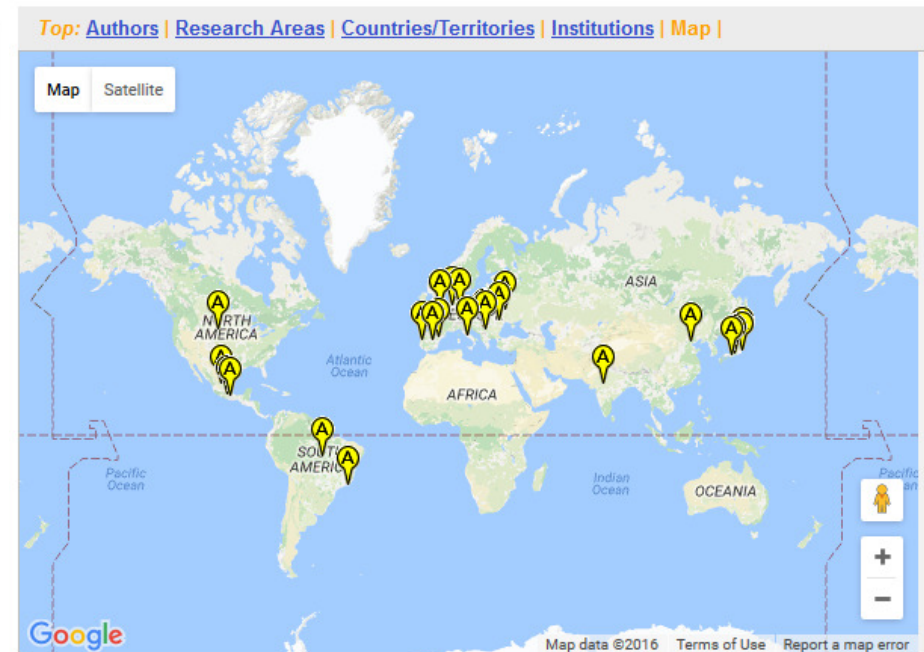 Top: Authors | Research Areas | Countries/Territories | Institutions | Map |
Map Satellite
ASIA
NORTH
AMERICA
Atlantic
Ocean
AFRICA
SOUTH
AMERICA
Pacific
Ocean
Indian
Ocean
OCEANIA
Pacific
+
−
Google
Map data ©2016 Terms of Use Report a map error